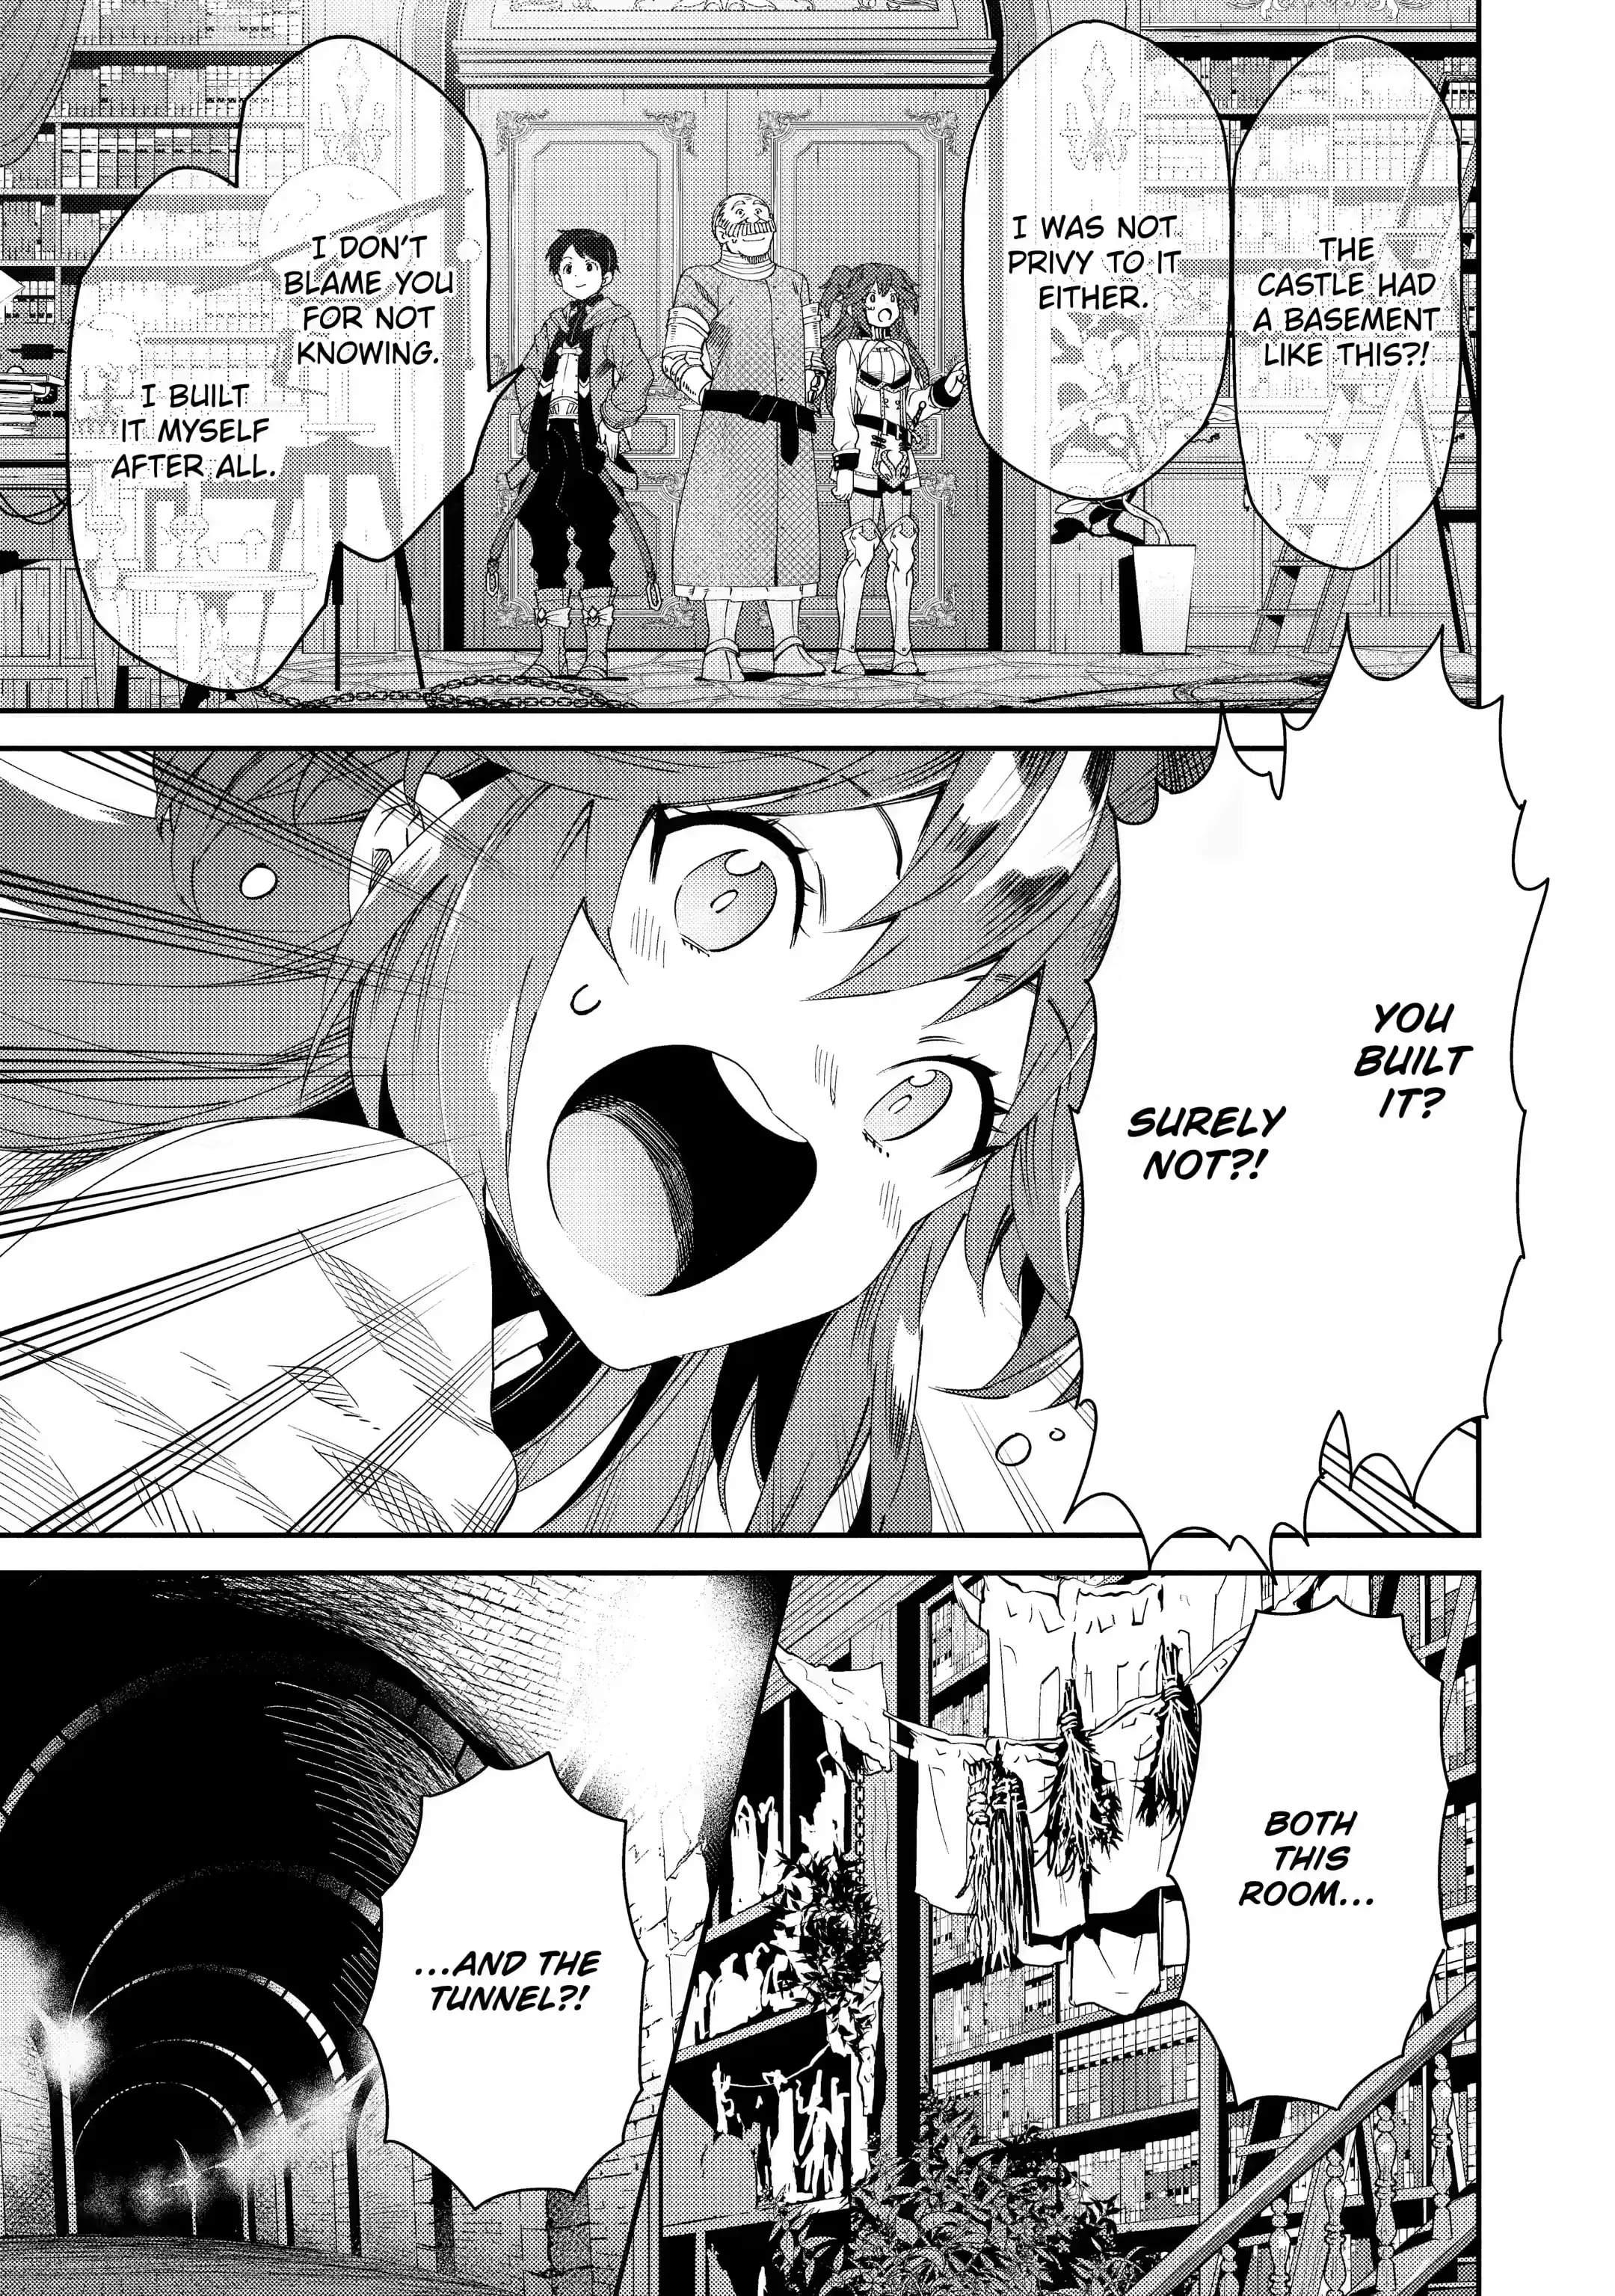 THE
CASTLE HAD
A BASEMENT
LIKE THIS?!
I WAS NOT
PRIVY TO IT
EITHER.
I DON'T
BLAME YOU
FOR NOT
KNOWING.
I BUILT
IT MYSELF
AFTER ALL.
YOU
BUILT
IT?
SURELY
NOT?!
BOTH
THIS
ROOM...
...AND THE
TUNNEL?!